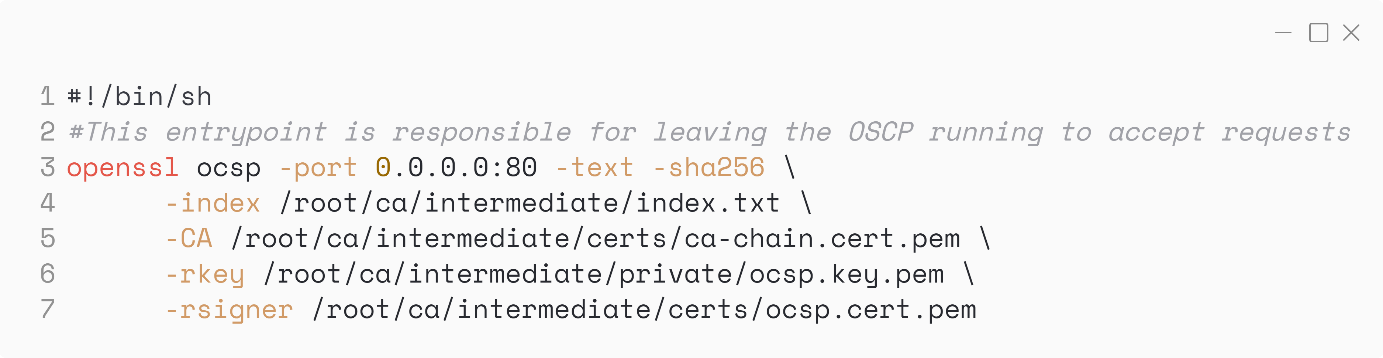 1 #!/bin/sh
2 #This entrypoint is responsible for leaving the OSCP running to accept requests
3 openssl ocsp -port 0.0.0.0:80 -text -sha256 \
4       -index /root/ca/intermediate/index.txt \
5       -CA /root/ca/intermediate/certs/ca-chain.cert.pem \
6       -rkey /root/ca/intermediate/private/ocsp.key.pem \
7       -rsigner /root/ca/intermediate/certs/ocsp.cert.pem